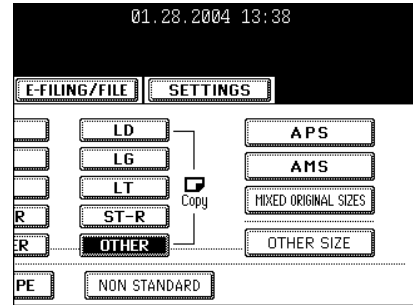 01.28.2004 13:38
E-FILING/FILE SETTINGS
LD APS
LG AMS
LT Copy MIXED ORIGINAL SIZES
R ST-R
ER OTHER OTHER SIZE
PE NON STANDARD